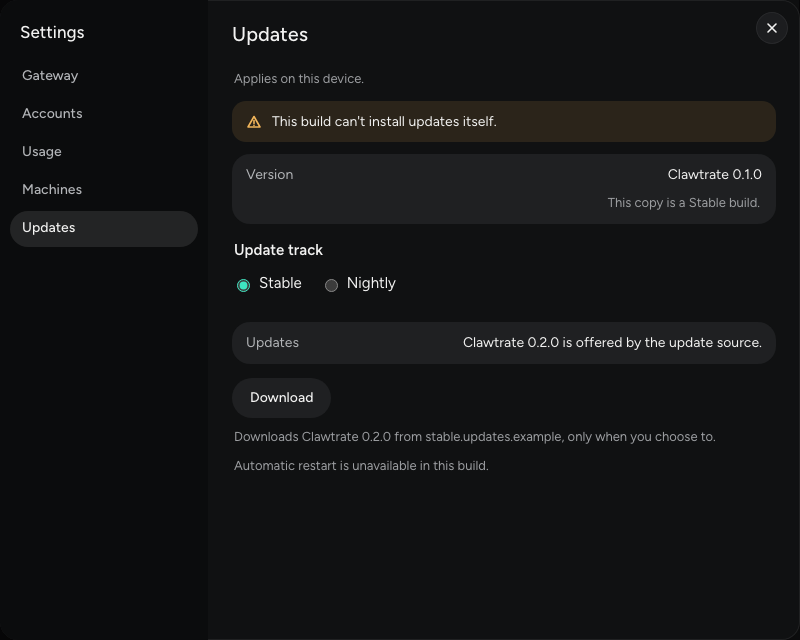 Settings
Gateway
Accounts
Usage
Machines
Updates
Updates
Applies on this device.
This build can't install updates itself.
Version
Clawtrate 0.1.0
This copy is a Stable build.
Update track
Stable
Nightly
Updates
Clawtrate 0.2.0 is offered by the update source.
Download
Downloads Clawtrate 0.2.0 from stable.updates.example, only when you choose to.
Automatic restart is unavailable in this build.